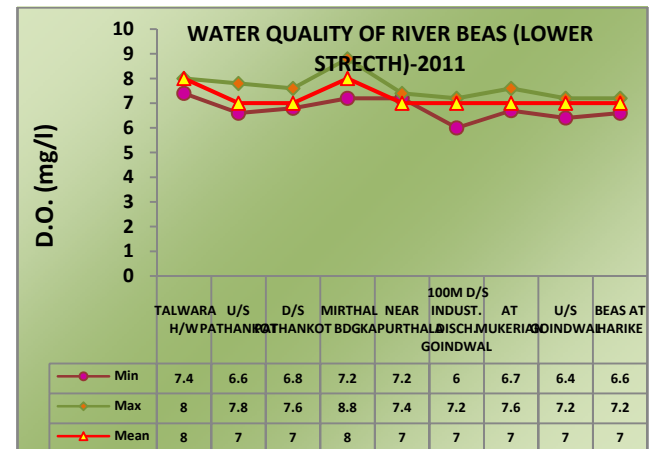 WATER QUALITY OF RIVER BEAS (LOWER
STRECTH)-2011
D.O. (mg/l)
10
9
8
7
6
5
4
3
2
1
0
TALWARA H/W
U/S PATHANKOT
D/S PATHANKOT
MIRTHAL BDG
NEAR KAPURTHALA
100M D/S INDUST. DISCH. GOINDWAL
AT MUKERIAN
U/S GOINDWAL
BEAS AT HARIKE
Min 7.4 6.6 6.8 7.2 7.2 6 6.7 6.4 6.6
Max 8 7.8 7.6 8.8 7.4 7.2 7.6 7.2 7.2
Mean 8 7 7 8 7 7 7 7 7